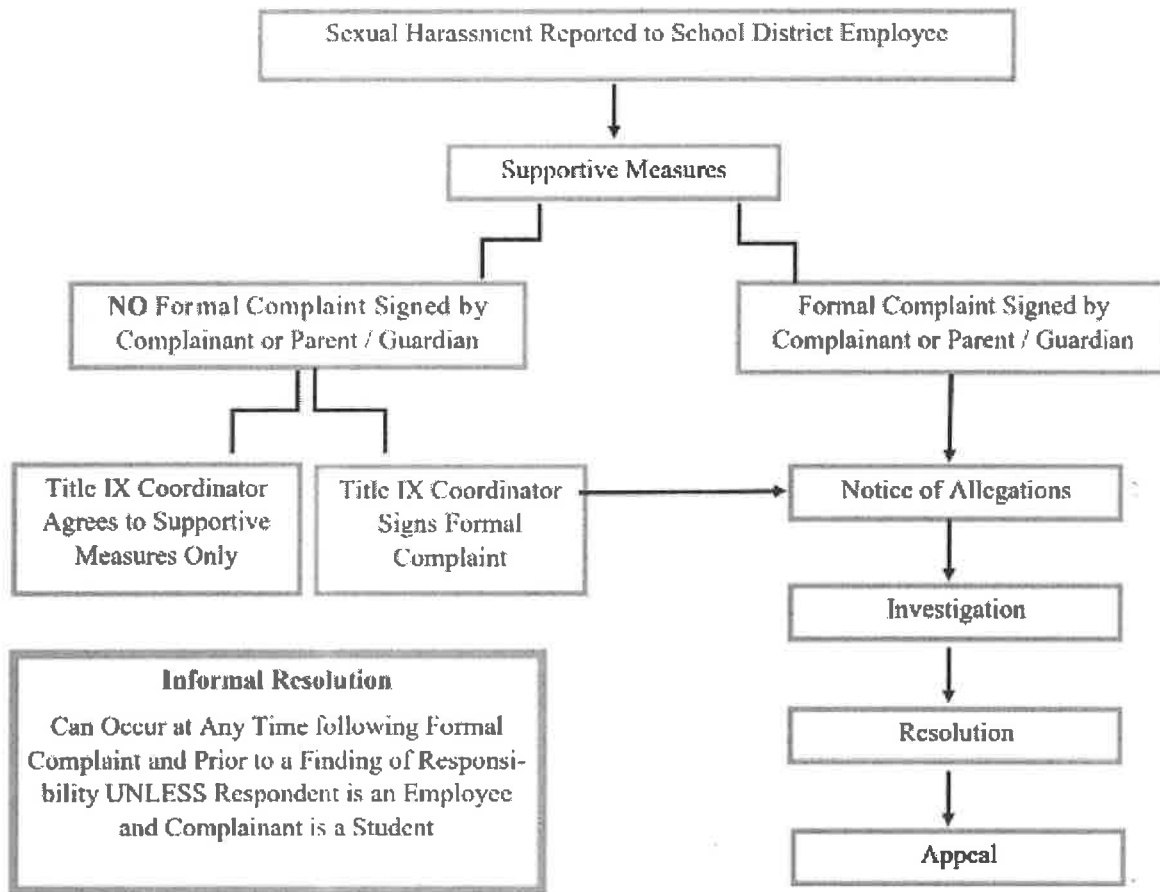 Sexual Harassment Reported to School District Employee
Supportive Measures
NO Formal Complaint Signed by
Complainant or Parent / Guardian
Formal Complaint Signed by
Complainant or Parent / Guardian
Title IX Coordinator
Agrees to Supportive
Measures Only
Title IX Coordinator
Signs Formal
Complaint
Notice of Allegations
Investigation
Informal Resolution
Can Occur at Any Time following Formal
Complaint and Prior to a Finding of Responsi-
bility UNLESS Respondent is an Employee
and Complainant is a Student
Resolution
Appeal